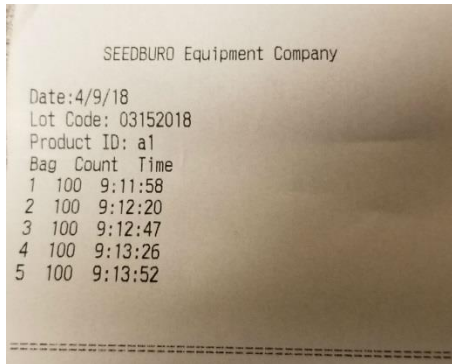 SEEDBURO Equipment Company
Date:4/9/18
Lot Code: 03152018
Product ID: a1
Bag Count Time
1 100 9:11:58
2 100 9:12:20
3 100 9:12:47
4 100 9:13:26
5 100 9:13:52